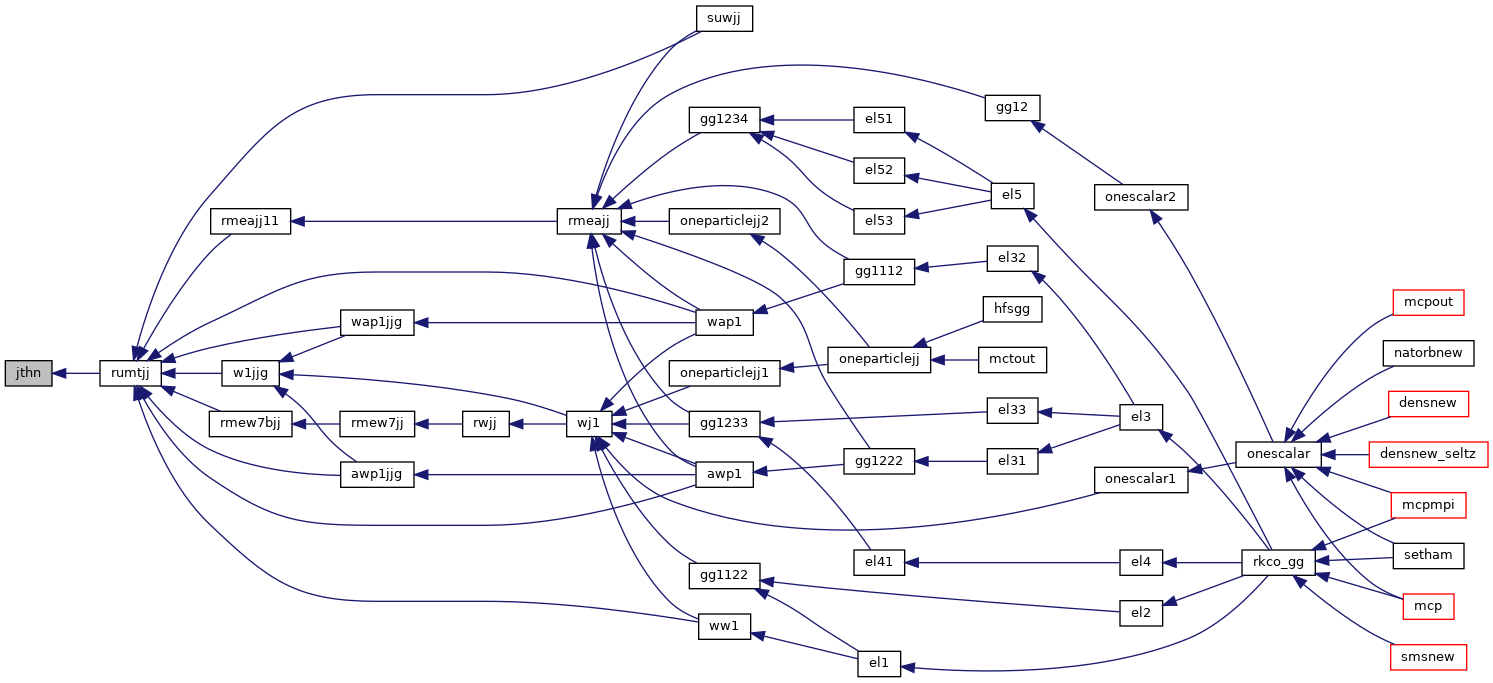 jthn
rumtjj
rmeajj11
wap1jjg
w1jjg
rmew7bjj
awp1jjg
rmew7jj
rwjj
rmeajj
wj1
suwjj
gg1234
oneparticlejj2
wap1
oneparticlejj1
gg1233
awp1
gg1122
ww1
el51
el52
el53
gg1112
oneparticlejj
gg1222
el41
el1
gg12
el5
el32
hfsgg
mctout
el33
el31
onescalar2
el3
onescalar1
el4
el2
onescalar
rkco_gg
mcpout
natorbnew
densnew
densnew_seltz
mcpmpi
setham
mcp
smsnew